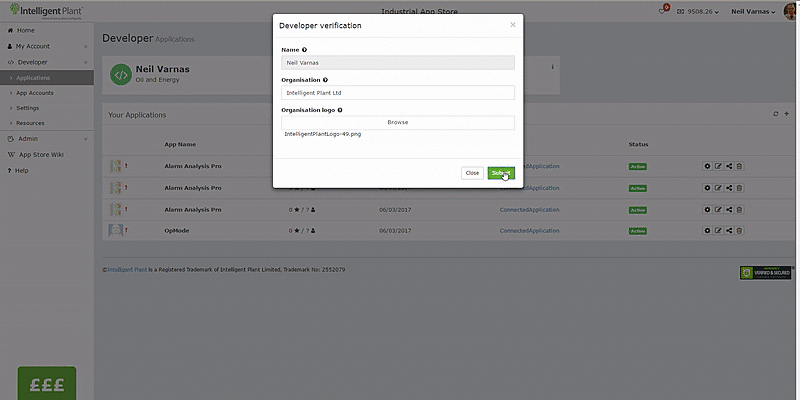 Intelligent Plant
Industrial App Store
0
9508.26
Neil Varnas
Home
My Account
Developer
Applications
App Accounts
Settings
Resources
Admin
App Store Wiki
Help
Developer Applications
Neil Varnas
Oil and Energy
Your Applications
App Name
Status
Alarm Analysis Pro
ConnectedApplication
Active
Alarm Analysis Pro
ConnectedApplication
Active
Alarm Analysis Pro
0 / ?
06/03/2017
ConnectedApplication
Active
OpMode
0 / ?
06/03/2017
ConnectedApplication
Active
Developer verification
×
Name
Neil Varnas
Organisation
Intelligent Plant Ltd
Organisation logo
Browse
IntelligentPlantLogo-49.png
Close
Submit
©Intelligent Plant is a Registered Trademark of Intelligent Plant Limited, Trademark No: 2552079
VERIFIED & SECURED
£££